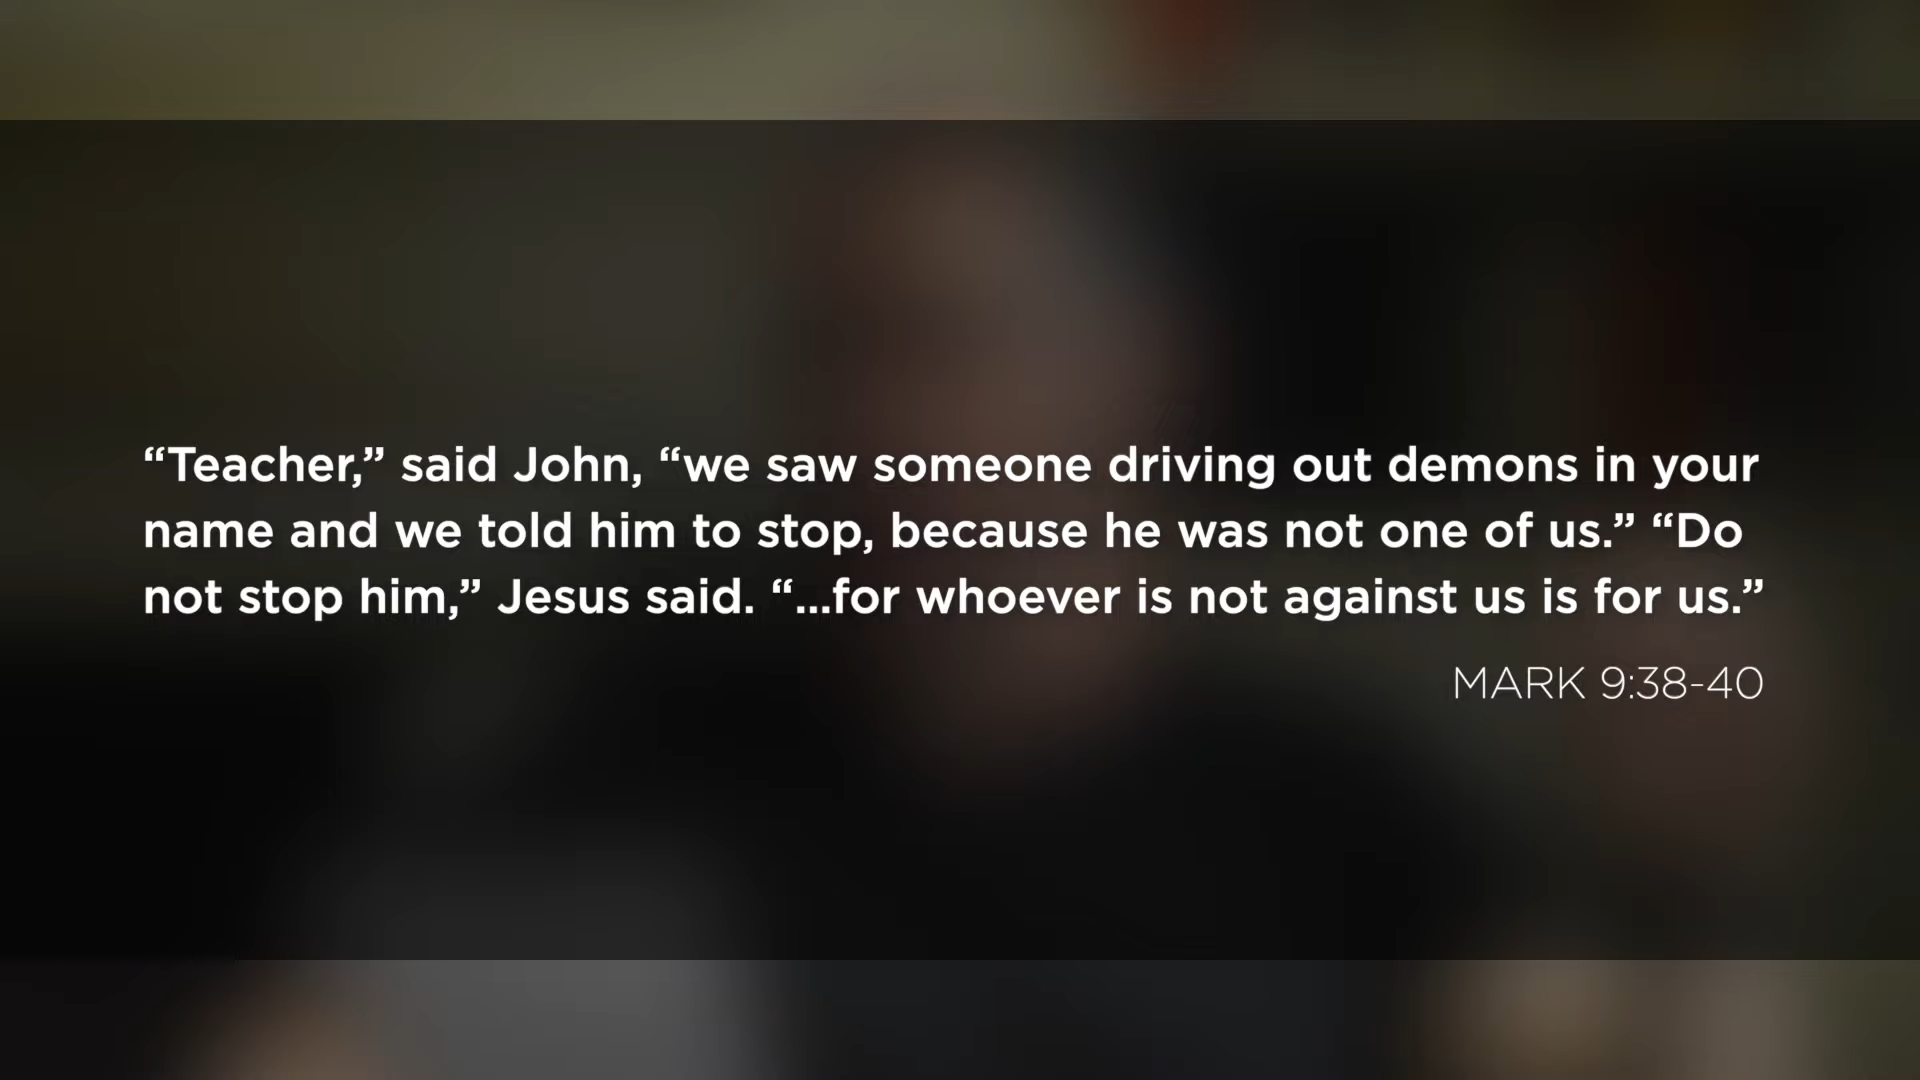 “Teacher,” said John, “we saw someone driving out demons in your
name and we told him to stop, because he was not one of us.” “Do
not stop him,” Jesus said. “...for whoever is not against us is for us.”
MARK 9:38-40